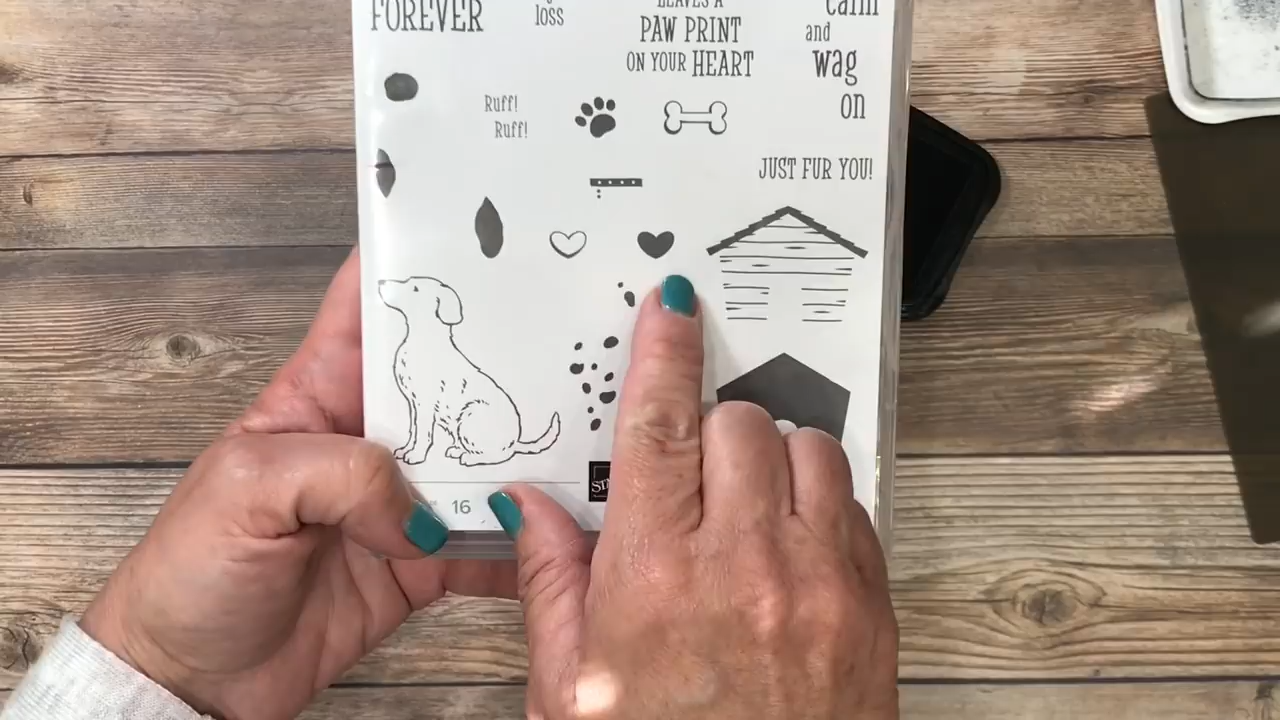 FOREVER
loss
LEAVES A
PAW PRINT
ON YOUR HEART
calm
and
wag
on
Ruff!
Ruff!
JUST FUR YOU!
16